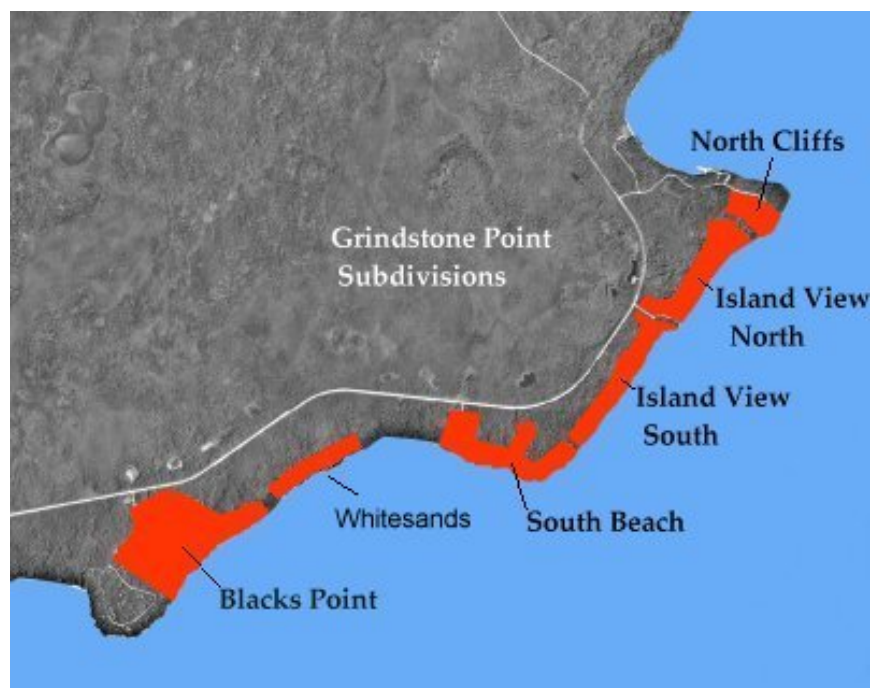 North Cliffs
Grindstone Point
Subdivisions
Island View
North
Island View
South
Whitesands
South Beach
Blacks Point